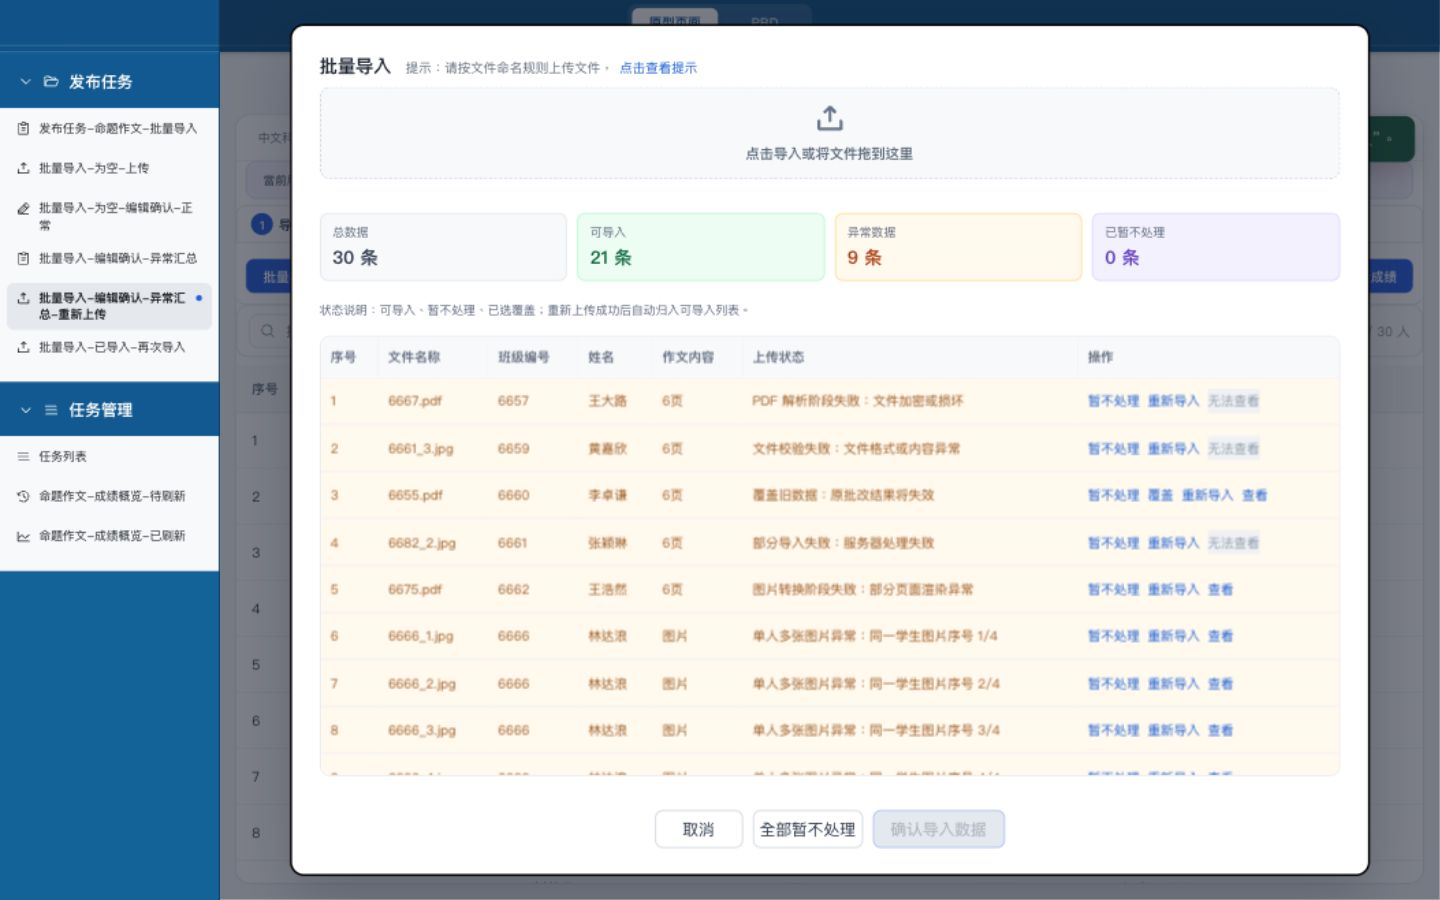 原型页面 PRD
发布任务
发布任务-命题作文-批量导入
批量导入-为空-上传
批量导入-为空-编辑确认-正
常
批量导入-编辑确认-异常汇总
批量导入-编辑确认-异常汇
总-重新上传
批量导入-已导入-再次导入
任务管理
任务列表
命题作文-成绩概览-待刷新
命题作文-成绩概览-已刷新
中文科
當前
1 导
批量
成绩
/ 30 人
序号
1
2
3
4
5
6
7
8
批量导入 提示：请按文件命名规则上传文件， 点击查看提示
点击导入或将文件拖到这里
总数据
30 条
可导入
21 条
异常数据
9 条
已暂不处理
0 条
状态说明：可导入、暂不处理、已选覆盖；重新上传成功后自动归入可导入列表。
序号 文件名称 班级编号 姓名 作文内容 上传状态 操作
1 6667.pdf 6657 王大路 6页 PDF 解析阶段失败：文件加密或损坏 暂不处理 重新导入 无法查看
2 6661_3.jpg 6659 黄嘉欣 6页 文件校验失败：文件格式或内容异常 暂不处理 重新导入 无法查看
3 6655.pdf 6660 李卓谦 6页 覆盖旧数据：原批改结果将失效 暂不处理 覆盖 重新导入 查看
4 6682_2.jpg 6661 张颖琳 6页 部分导入失败：服务器处理失败 暂不处理 重新导入 无法查看
5 6675.pdf 6662 王浩然 6页 图片转换阶段失败：部分页面渲染异常 暂不处理 重新导入 查看
6 6666_1.jpg 6666 林达浪 图片 单人多张图片异常：同一学生图片序号 1/4 暂不处理 重新导入 查看
7 6666_2.jpg 6666 林达浪 图片 单人多张图片异常：同一学生图片序号 2/4 暂不处理 重新导入 查看
8 6666_3.jpg 6666 林达浪 图片 单人多张图片异常：同一学生图片序号 3/4 暂不处理 重新导入 查看
取消 全部暂不处理 确认导入数据